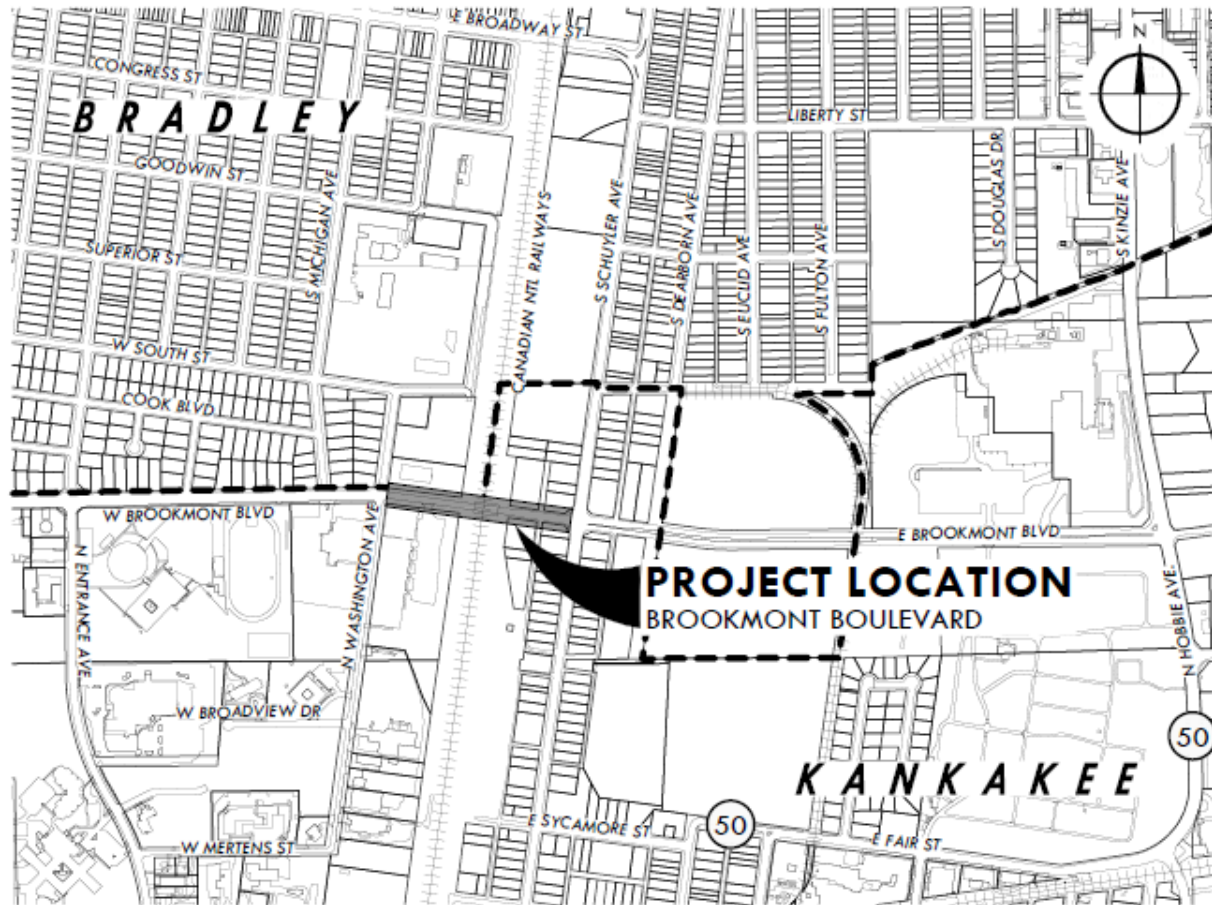 E BROADWAY ST
CONGRESS ST
N
BRADLEY
LIBERTY ST
GOODWIN ST
S MICHIGAN AVE
CANADIAN NTL RAILWAYS
S SCHUYLER AVE
S DEARBORN AVE
S EUCLID AVE
S FULTON AVE
S DOUGLAS DR
S KINZIE AVE
SUPERIOR ST
W SOUTH ST
COOK BLVD
W BROOKMONT BLVD
E BROOKMONT BLVD
N ENTRANCE AVE.
N WASHINGTON AVE
PROJECT LOCATION
BROOKMONT BOULEVARD
N HOBBIE AVE.
W BROADVIEW DR
50
KANKAKEE
E SYCAMORE ST
50
E FAIR ST
W MERTENS ST